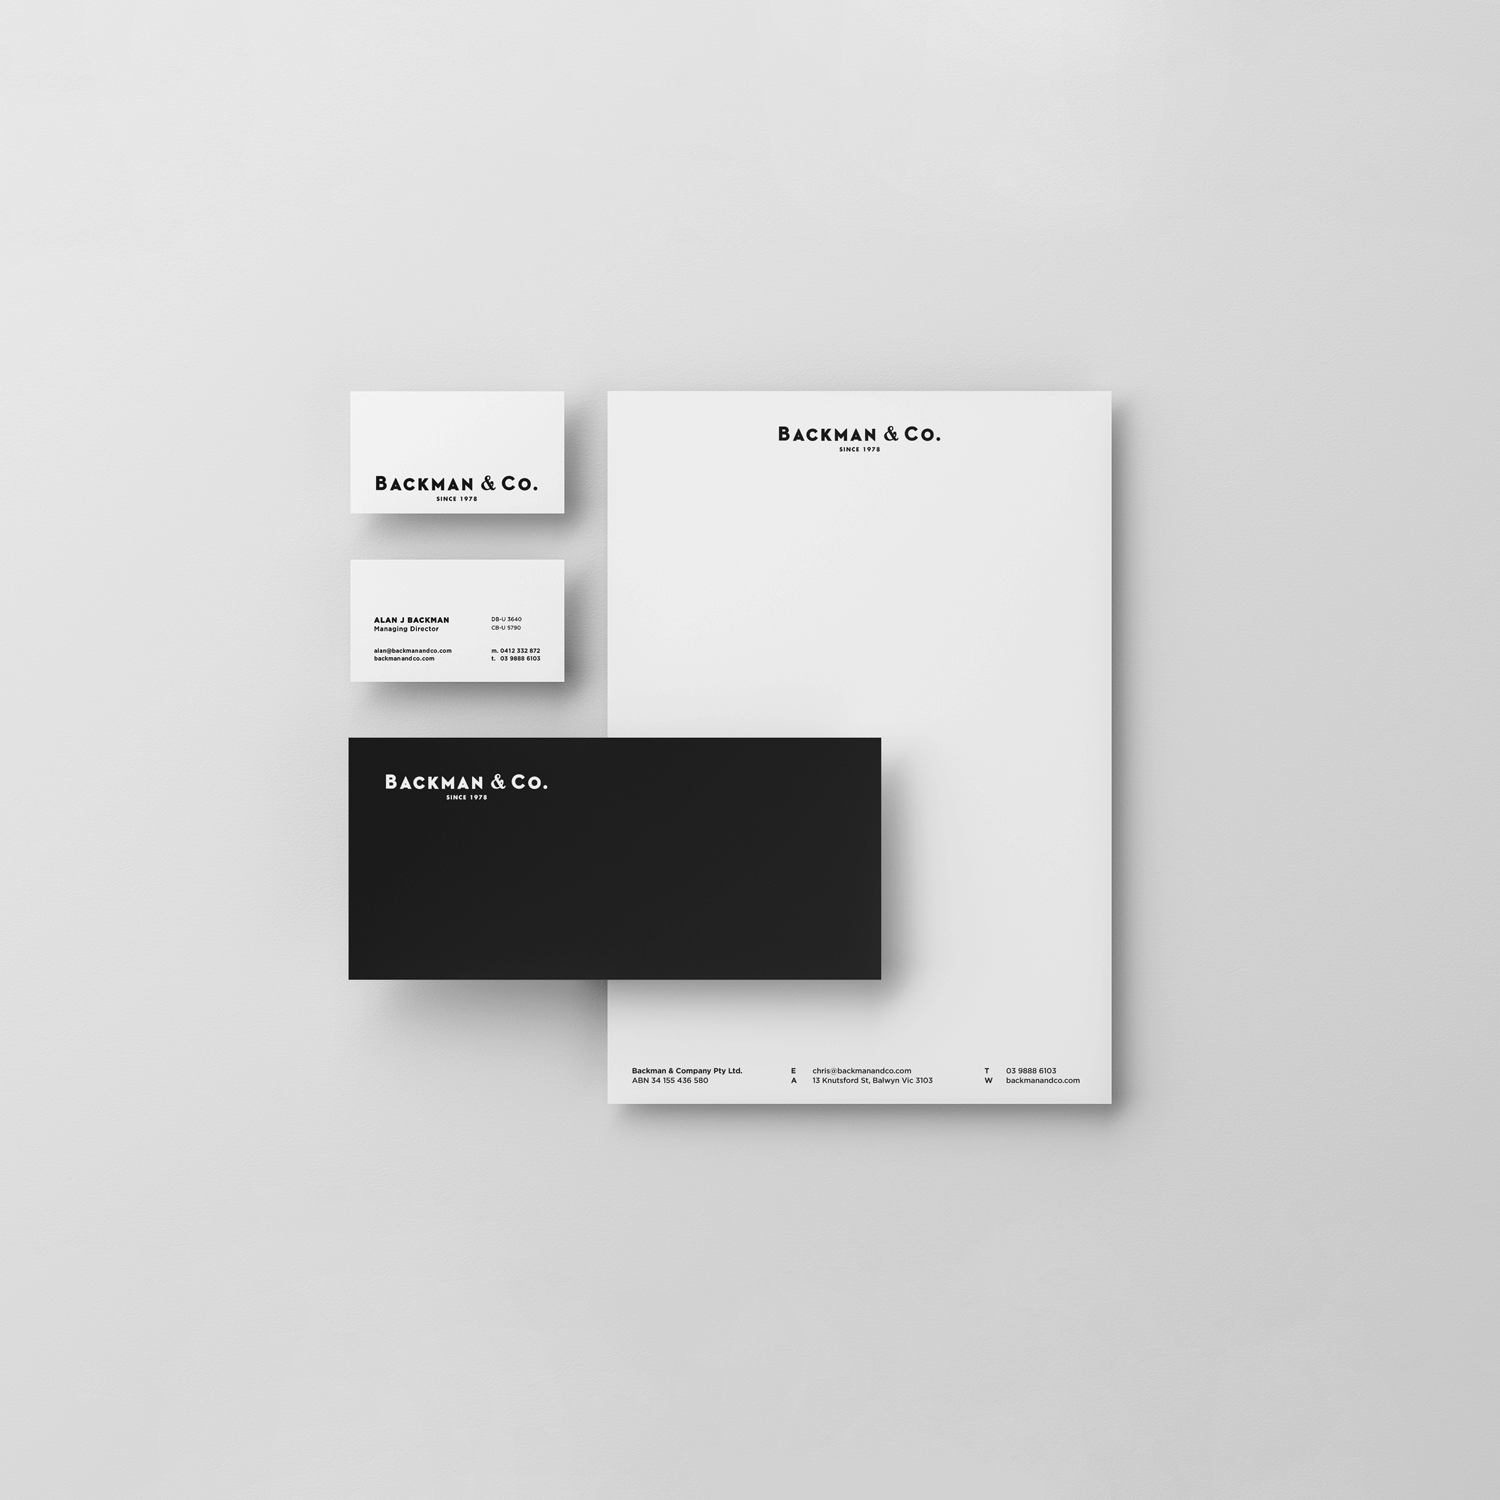 BACKMAN & CO.
SINCE 1978
ALAN J BACKMAN
Managing Director
DB-U 3640
CB-U 5790
alan@backmanandco.com
backmanandco.com
m. 0412 332 872
t. 03 9888 6103
BACKMAN & CO.
SINCE 1978
BACKMAN & CO.
SINCE 1978
Backman & Company Pty Ltd.
ABN 34 155 436 580
E chris@backmanandco.com
A 13 Knutsford St, Balwyn Vic 3103
T 03 9888 6103
W backmanandco.com